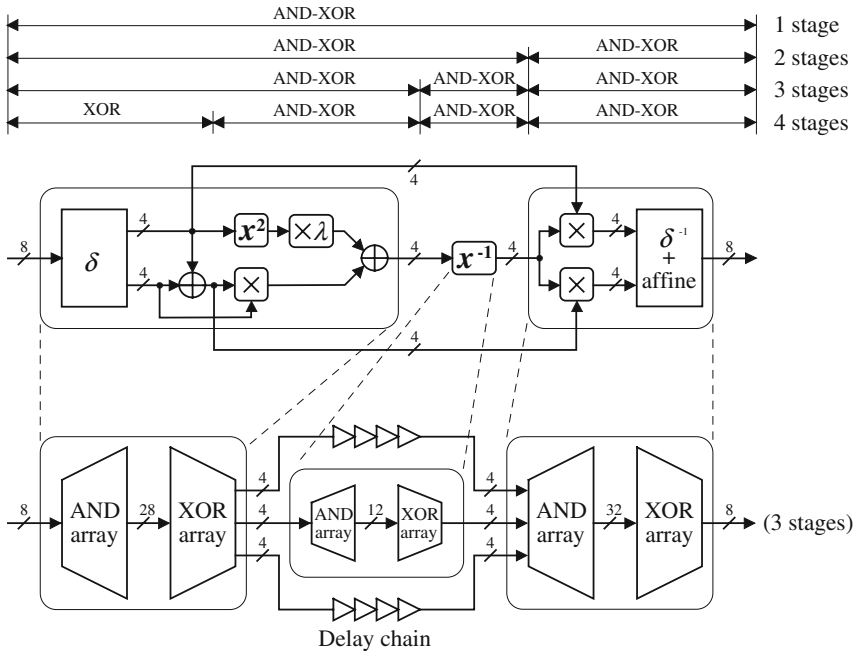 AND-XOR
1 stage
AND-XOR AND-XOR
2 stages
AND-XOR AND-XOR AND-XOR
3 stages
XOR AND-XOR AND-XOR AND-XOR
4 stages
4
8 δ 4 4 x² ×λ × 4 x⁻¹ 4 × × 4 4 δ⁻¹ + affine 8
4
4 4
8 AND array 28 XOR array 4 AND array 12 XOR array 4 AND array 32 XOR array 8 (3 stages)
4 4
Delay chain